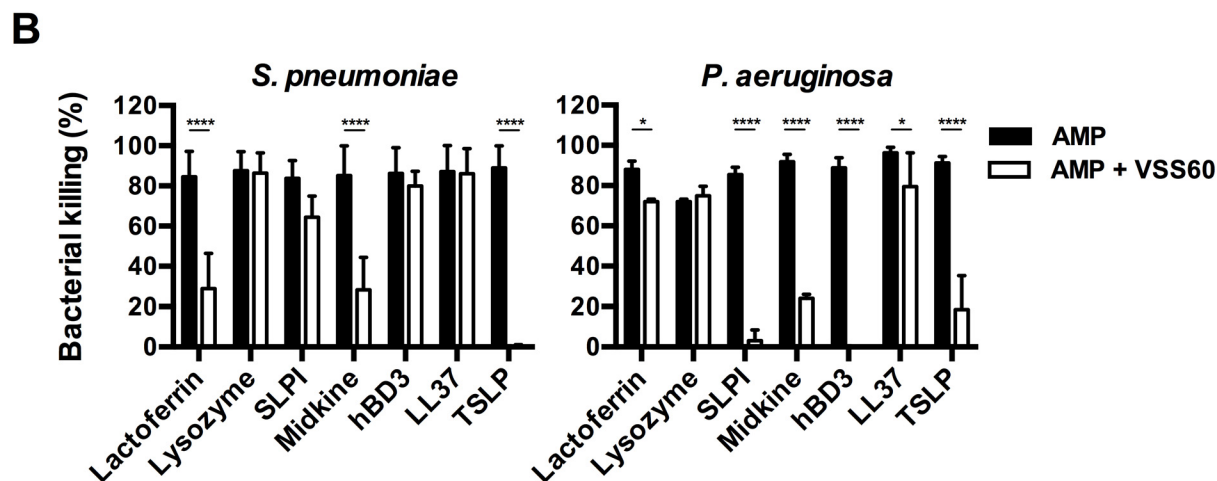 B
S. pneumoniae
P. aeruginosa
Bacterial killing (%)
120
100
80
60
40
20
0
**** **** ****
Lactoferrin
Lysozyme
SLPI
Midkine
hBD3
LL37
TSLP
120
100
80
60
40
20
0
* **** **** **** * ****
Lactoferrin
Lysozyme
SLPI
Midkine
hBD3
LL37
TSLP
AMP
AMP + VSS60